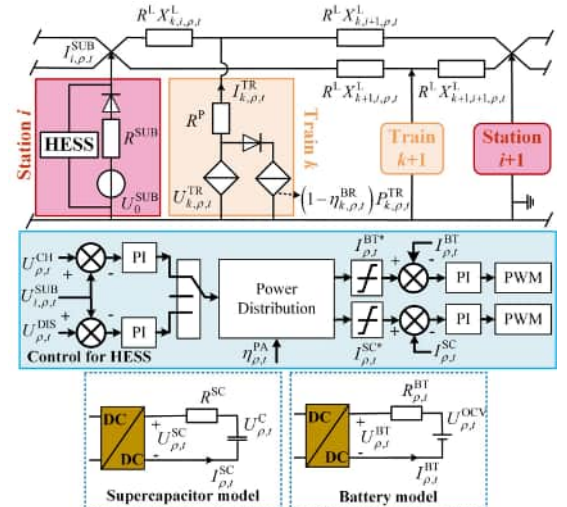 R^L X^L_{k,i,ρ,t}
R^L X^L_{k,i+1,ρ,t}
I^SUB_{i,ρ,t}
R^L X^L_{k+1,i,ρ,t}
R^L X^L_{k+1,i+1,ρ,t}
Station i
HESS
R^SUB
U^SUB_0
I^TR_{k,ρ,t}
R^P
U^TR_{k,ρ,t}
Train k
(1−η^BR_{k,ρ,t})I^TR_{k,ρ,t}
Train
k+1
Station
i+1
U^CH_{ρ,t}
+
-
PI
U^SUB_{i,ρ,t}
U^DIS_{ρ,t}
+
-
PI
Control for HESS
Power
Distribution
η^PA_{ρ,t}
I^BT*_{ρ,t}
I^BT_{ρ,t}
+
-
PI
PWM
I^SC*_{ρ,t}
I^SC_{ρ,t}
+
-
PI
PWM
DC
DC
R^SC
+
U^SC_{ρ,t}
-
U^C_{ρ,t}
I^SC_{ρ,t}
Supercapacitor model
DC
DC
R^BT_{ρ,t}
+
U^BT_{ρ,t}
-
U^OCV_{ρ,t}
I^BT_{ρ,t}
Battery model